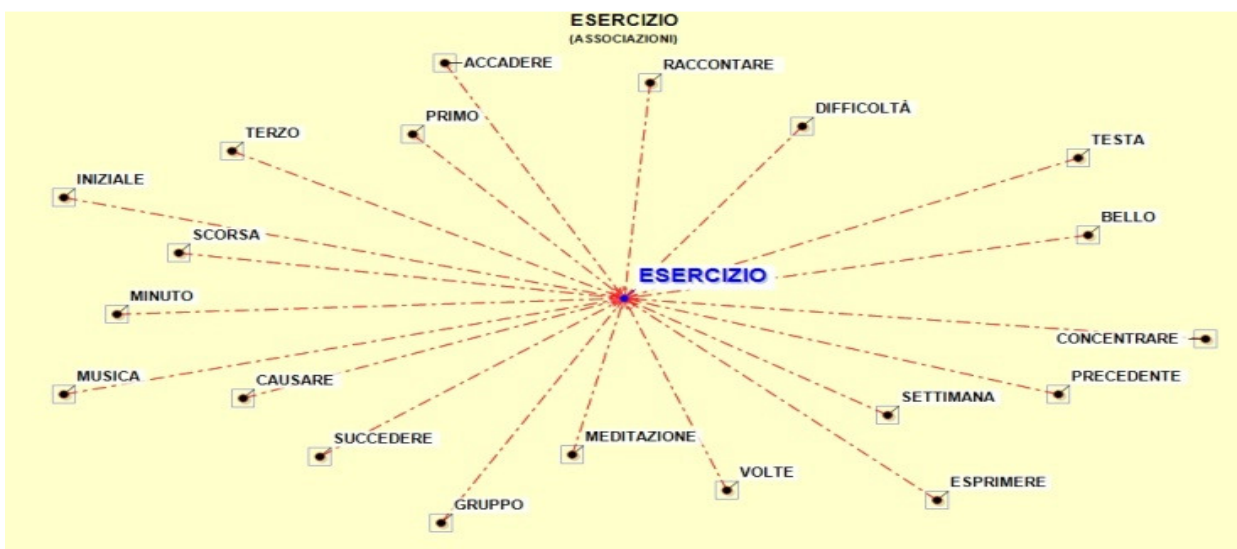 ESERCIZIO
(ASSOCIAZIONI)
ACCADERE
RACCONTARE
DIFFICOLTÀ
PRIMO
TERZO
TESTA
INIZIALE
BELLO
SCORSA
ESERCIZIO
MINUTO
CONCENTRARE
MUSICA
CAUSARE
PRECEDENTE
SETTIMANA
SUCCEDERE
MEDITAZIONE
VOLTE
ESPRIMERE
GRUPPO